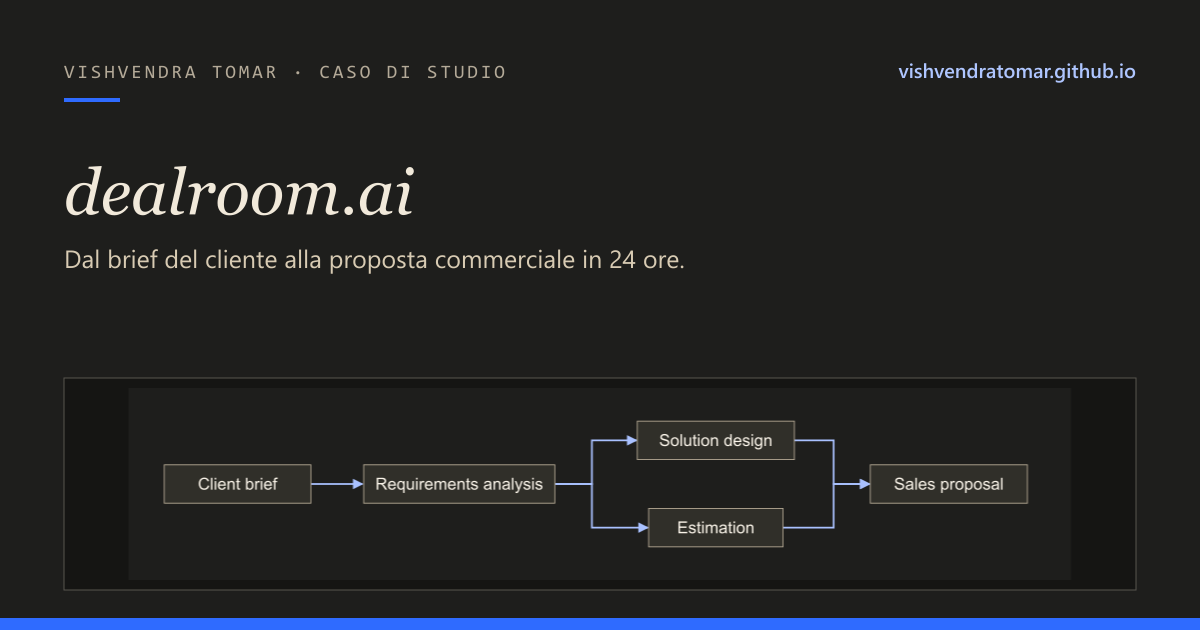 VISHVENDRA TOMAR · CASO DI STUDIO
vishvendratomar.github.io
dealroom.ai
Dal brief del cliente alla proposta commerciale in 24 ore.
Client brief
Requirements analysis
Solution design
Estimation
Sales proposal